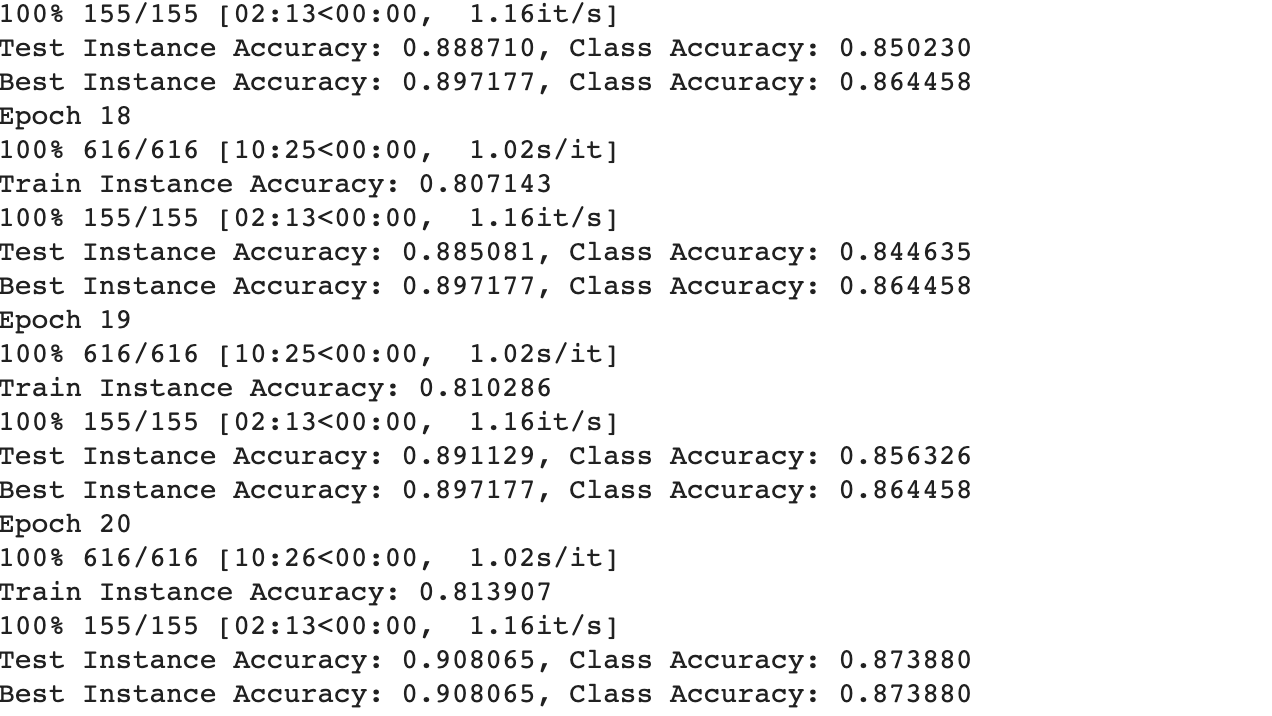 100% 155/155 [02:13<00:00,  1.16it/s]
Test Instance Accuracy: 0.888710, Class Accuracy: 0.850230
Best Instance Accuracy: 0.897177, Class Accuracy: 0.864458
Epoch 18
100% 616/616 [10:25<00:00,  1.02s/it]
Train Instance Accuracy: 0.807143
100% 155/155 [02:13<00:00,  1.16it/s]
Test Instance Accuracy: 0.885081, Class Accuracy: 0.844635
Best Instance Accuracy: 0.897177, Class Accuracy: 0.864458
Epoch 19
100% 616/616 [10:25<00:00,  1.02s/it]
Train Instance Accuracy: 0.810286
100% 155/155 [02:13<00:00,  1.16it/s]
Test Instance Accuracy: 0.891129, Class Accuracy: 0.856326
Best Instance Accuracy: 0.897177, Class Accuracy: 0.864458
Epoch 20
100% 616/616 [10:26<00:00,  1.02s/it]
Train Instance Accuracy: 0.813907
100% 155/155 [02:13<00:00,  1.16it/s]
Test Instance Accuracy: 0.908065, Class Accuracy: 0.873880
Best Instance Accuracy: 0.908065, Class Accuracy: 0.873880